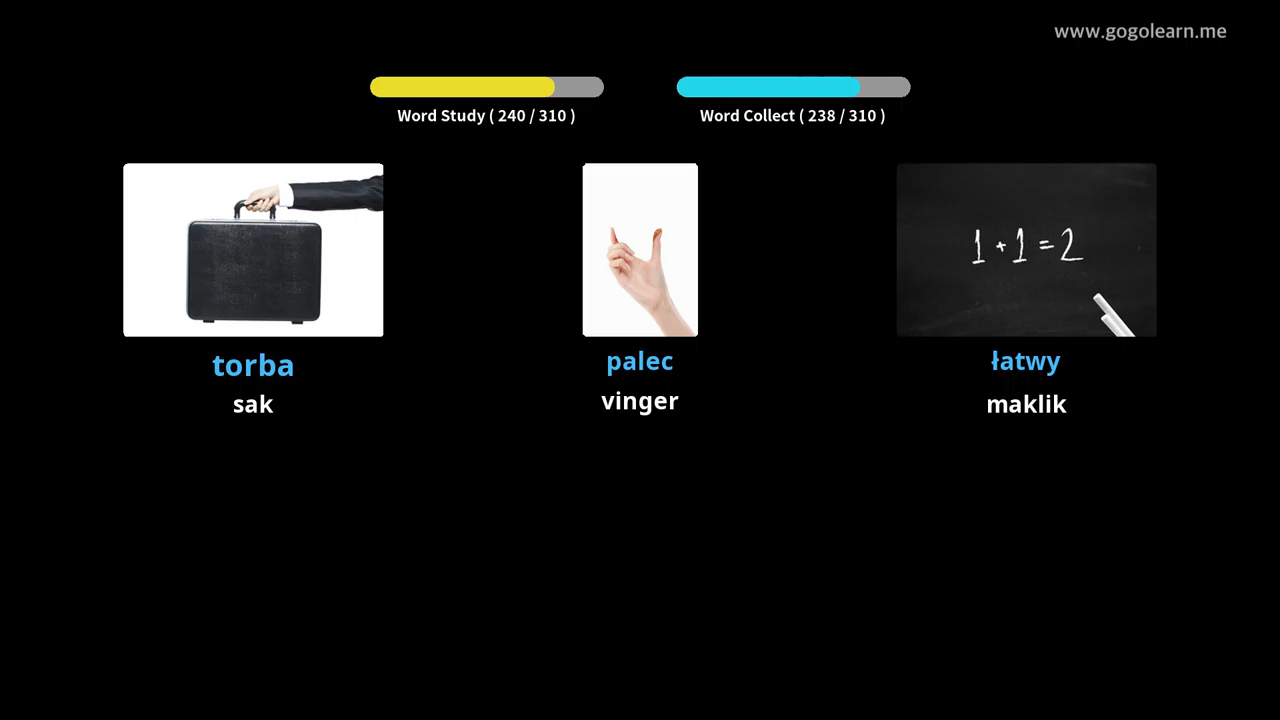 www.gogolearn.me
Word Study ( 240 / 310 )
Word Collect ( 238 / 310 )
1 + 1 = 2
torba
palec
łatwy
sak
vinger
maklik